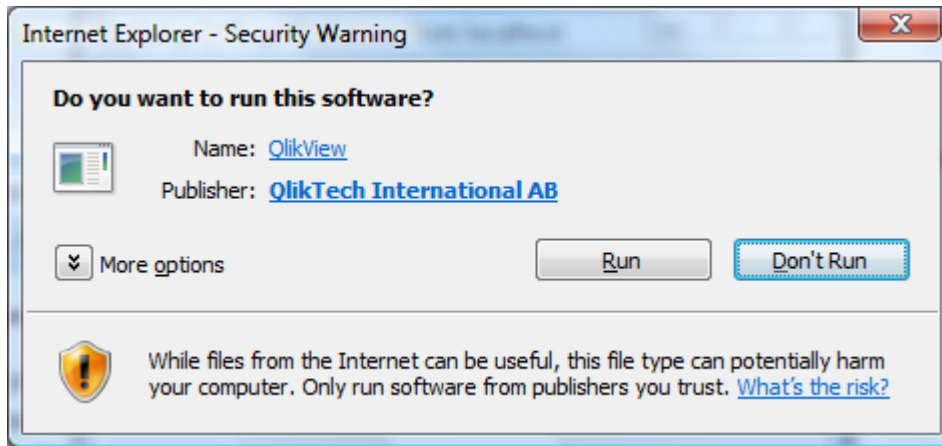 Internet Explorer - Security Warning
X
Do you want to run this software?
Name: QlikView
Publisher: QlikTech International AB
More options
Run
Don't Run
While files from the Internet can be useful, this file type can potentially harm
your computer. Only run software from publishers you trust. What's the risk?